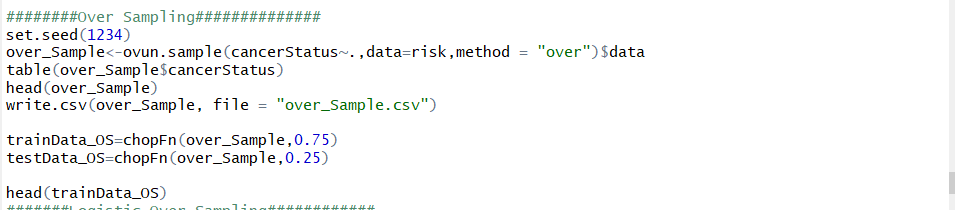 ########Over Sampling##############
set.seed(1234)
over_Sample<-ovun.sample(cancerStatus~.,data=risk,method = "over")$data
table(over_Sample$cancerStatus)
head(over_Sample)
write.csv(over_Sample, file = "over_Sample.csv")
trainData_OS=chopFn(over_Sample,0.75)
testData_OS=chopFn(over_Sample,0.25)
head(trainData_OS)
#######Logistic Over Sampling############